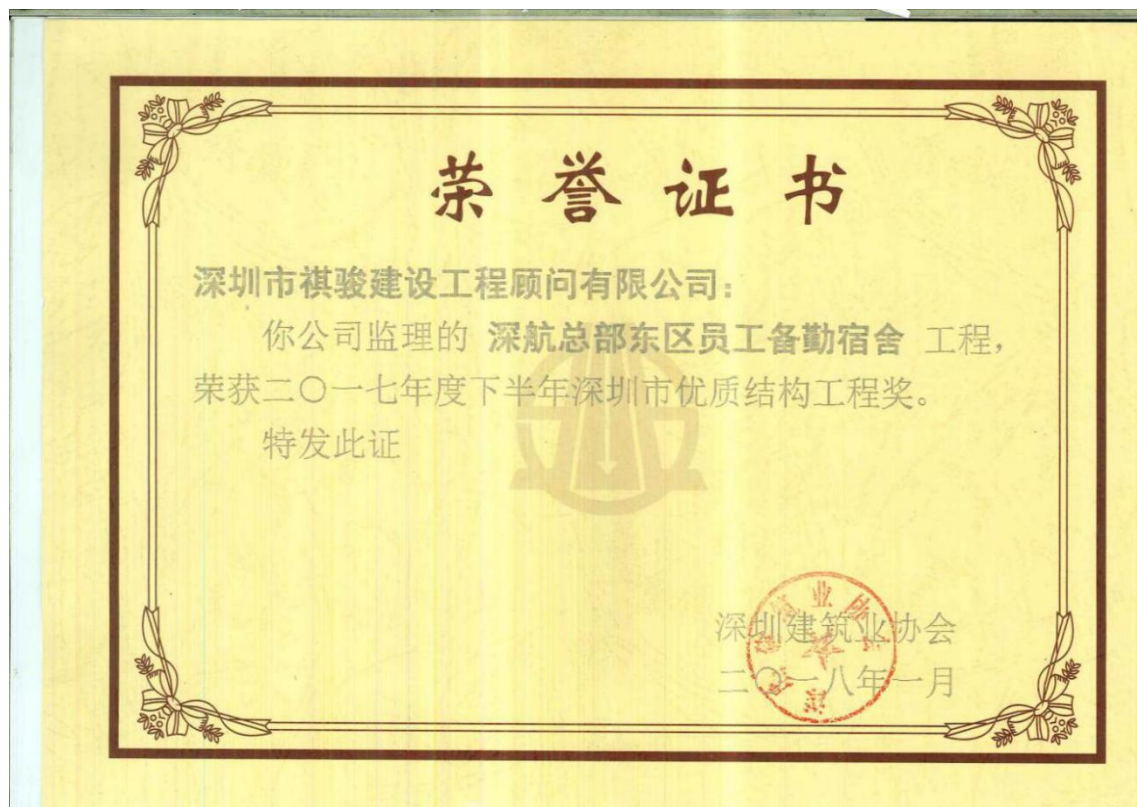 荣誉证书
深圳市祺骏建设工程顾问有限公司：
你公司监理的 深航总部东区员工备勤宿舍 工程，
荣获二〇一七年度下半年深圳市优质结构工程奖。
特发此证
深圳建筑业协会
二〇一八年一月